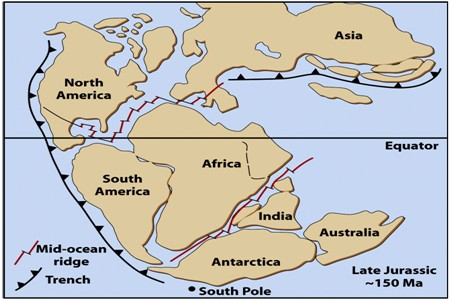 Asia
North
America
Equator
Africa
South
America
India
Australia
Mid-ocean
ridge
Antarctica
Late Jurassic
~150 Ma
Trench
South Pole